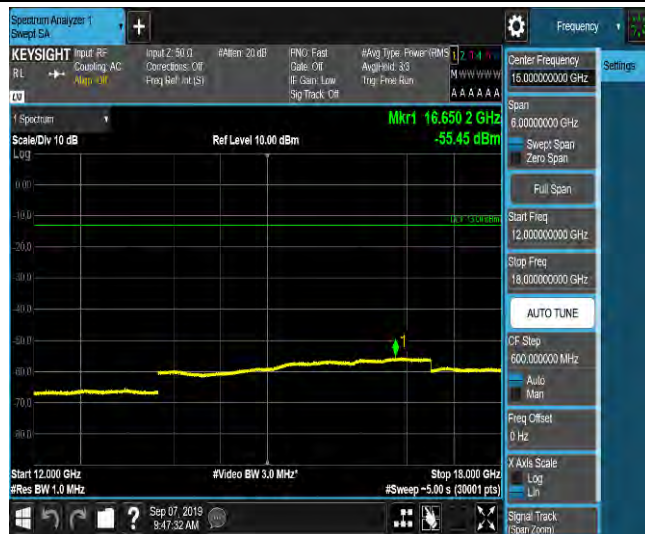 Spectrum Analyzer 1
Swept SA
Frequency
KEYSIGHT
Input: RF
Input Z: 50 Ω
#Atten: 20 dB
PNO: Fast
#Avg Type: Power (RMS
1 2 3 4 5 6
RL
Coupling: AC
Corrections: Off
Gate: Off
Avg|Hold: 3/3
M W W W W W
Align: Off
Freq Ref: Int (S)
IF Gain: Low
Trig: Free Run
Sig Track: Off
A A A A A A
LV
Center Frequency
15.000000000 GHz
Settings
Span
6.00000000 GHz
Swept Span
Zero Span
Full Span
Start Freq
12.000000000 GHz
Stop Freq
18.000000000 GHz
AUTO TUNE
CF Step
600.000000 MHz
Auto
Man
Freq Offset
0 Hz
X Axis Scale
Log
Lin
Signal Track
(Span Zoom)
1 Spectrum
Mkr1 16.650 2 GHz
Scale/Div 10 dB
Ref Level 10.00 dBm
-55.45 dBm
Log
0.00
-10.0
DL1 -13.00 dBm
-20.0
-30.0
-40.0
-50.0
1
-60.0
-70.0
-80.0
Start 12.000 GHz
#Video BW 3.0 MHz*
Stop 18.000 GHz
#Res BW 1.0 MHz
#Sweep ~5.00 s (30001 pts)
?
Sep 07, 2019
9:47:32 AM